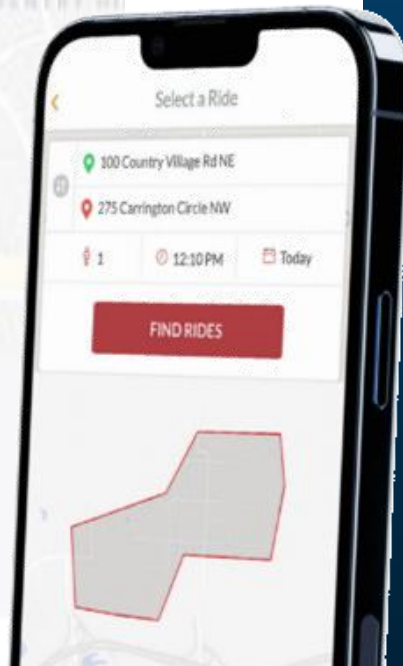 Select a Ride
100 Country Village Rd NE
275 Carrington Circle NW
1 12:10 PM Today
FIND RIDES